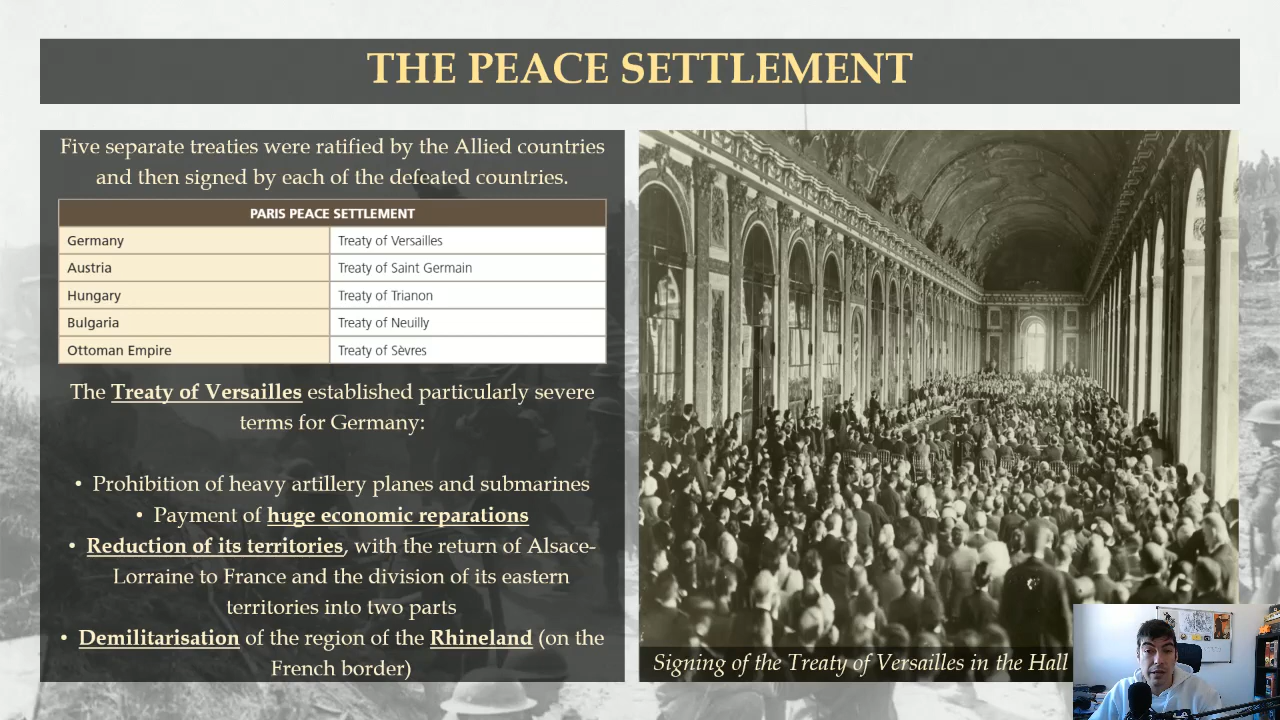 THE PEACE SETTLEMENT
Five separate treaties were ratified by the Allied countries
and then signed by each of the defeated countries.
PARIS PEACE SETTLEMENT
Germany Treaty of Versailles
Austria Treaty of Saint Germain
Hungary Treaty of Trianon
Bulgaria Treaty of Neuilly
Ottoman Empire Treaty of Sèvres
The Treaty of Versailles established particularly severe
terms for Germany:
• Prohibition of heavy artillery planes and submarines
• Payment of huge economic reparations
• Reduction of its territories, with the return of Alsace-
Lorraine to France and the division of its eastern
territories into two parts
• Demilitarisation of the region of the Rhineland (on the
French border)
Signing of the Treaty of Versailles in the Hall